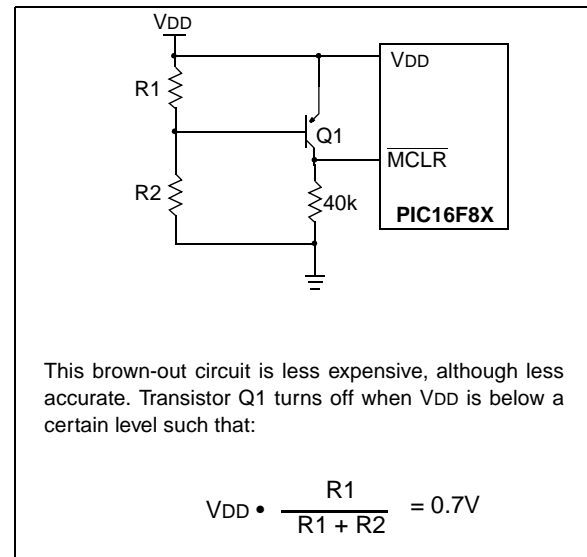 VDD
VDD
R1
Q1
MCLR
R2
40k
PIC16F8X
This brown-out circuit is less expensive, although less
accurate. Transistor Q1 turns off when VDD is below a
certain level such that:
VDD • R1 / R1 + R2 = 0.7V